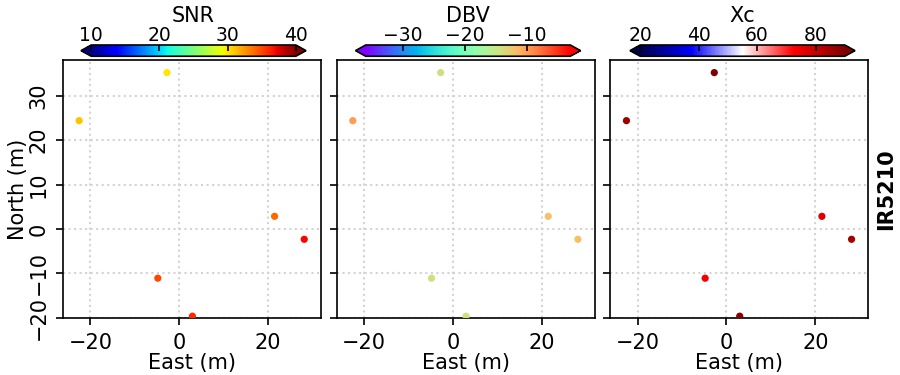 SNR DBV Xc
10 20 30 40 −30 −20 −10 20 40 60 80
North (m)
30
20
10
0
−10
−20
IR5210
−20 0 20 −20 0 20 −20 0 20
East (m) East (m) East (m)